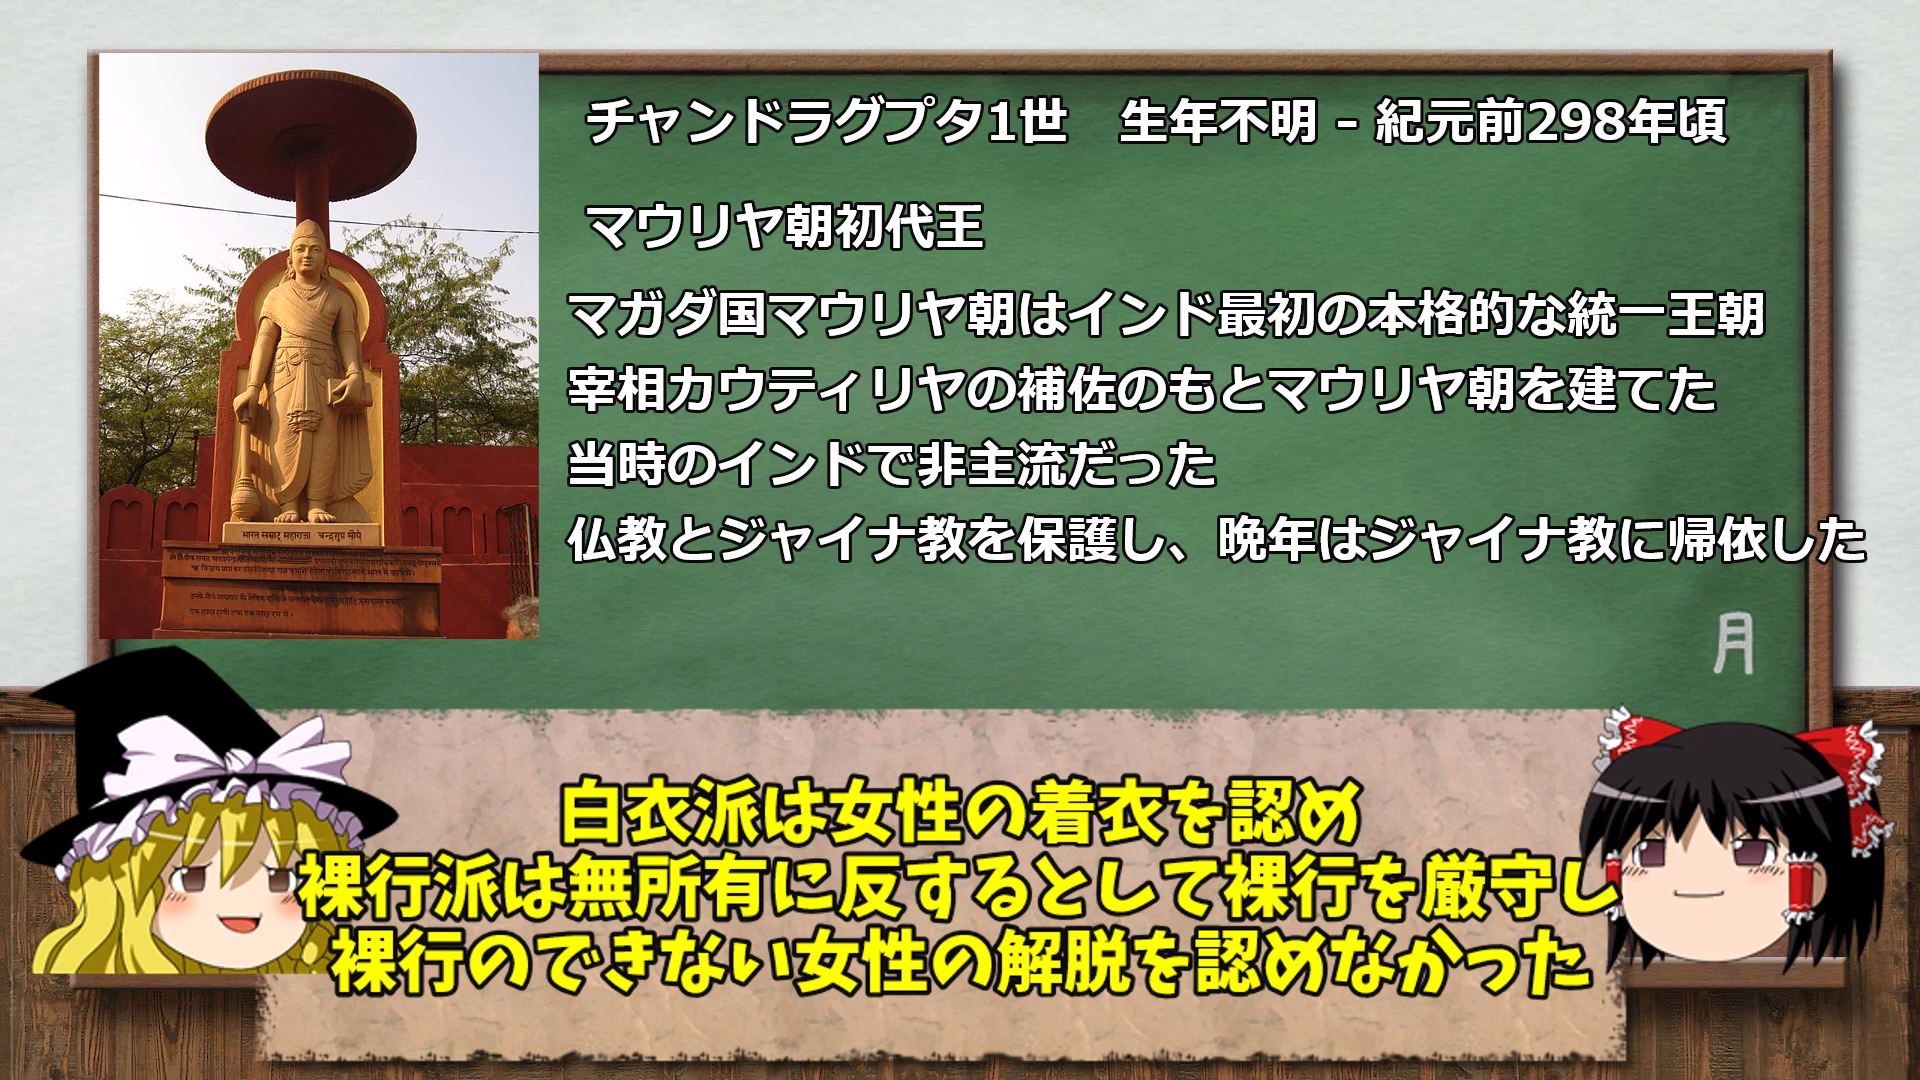 チャンドラグプタ1世　生年不明 – 紀元前298年頃
マウリヤ朝初代王
マガダ国マウリヤ朝はインド最初の本格的な統一王朝
宰相カウティリヤの補佐のもとマウリヤ朝を建てた
当時のインドで非主流だった
仏教とジャイナ教を保護し、晩年はジャイナ教に帰依した
भारत सम्राट् महाराजा चन्द्रगुप्त मौर्य
月
白衣派は女性の着衣を認め
裸行派は無所有に反するとして裸行を厳守し
裸行のできない女性の解脱を認めなかった